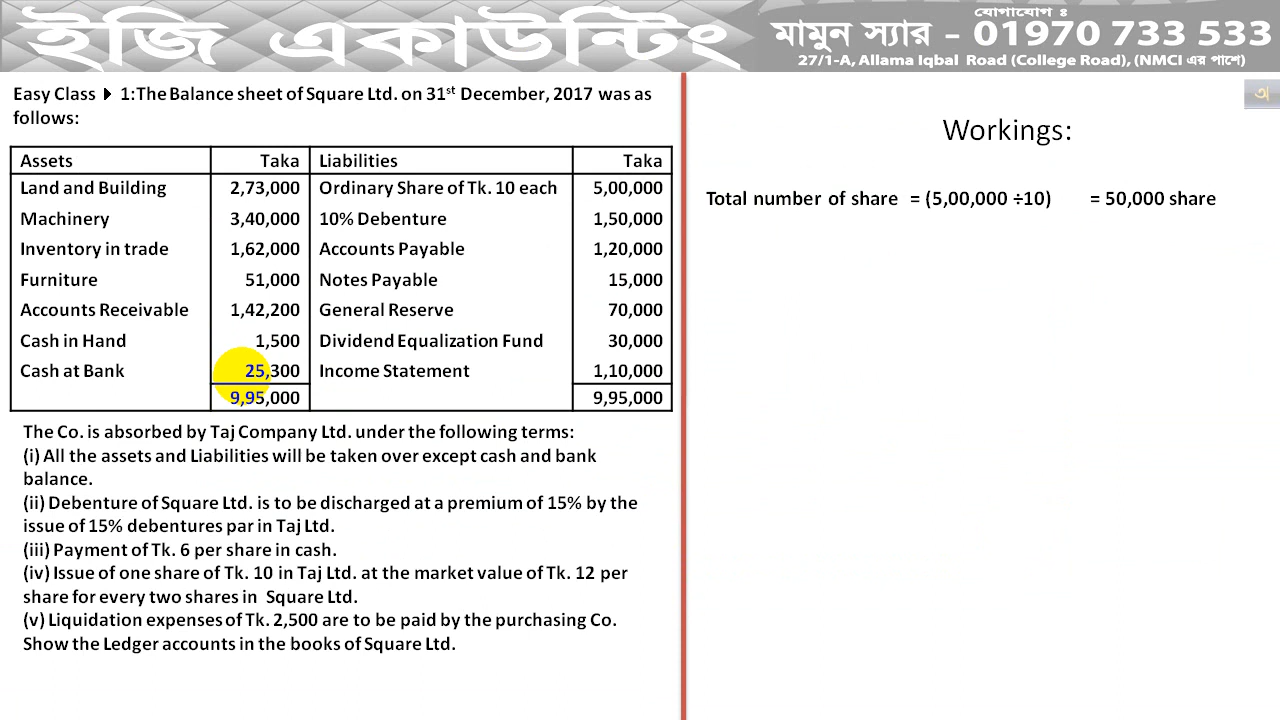 ইজি একাউন্টিং
যোগাযোগ ঃ
মামুন স্যার – 01970 733 533
27/1-A, Allama Iqbal Road (College Road), (NMCI এর পাশে)
Easy Class 1:The Balance sheet of Square Ltd. on 31st December, 2017 was as
follows:
Assets Taka Liabilities Taka
Land and Building 2,73,000 Ordinary Share of Tk. 10 each 5,00,000
Machinery 3,40,000 10% Debenture 1,50,000
Inventory in trade 1,62,000 Accounts Payable 1,20,000
Furniture 51,000 Notes Payable 15,000
Accounts Receivable 1,42,200 General Reserve 70,000
Cash in Hand 1,500 Dividend Equalization Fund 30,000
Cash at Bank 25,300 Income Statement 1,10,000
9,95,000 9,95,000
The Co. is absorbed by Taj Company Ltd. under the following terms:
(i) All the assets and Liabilities will be taken over except cash and bank
balance.
(ii) Debenture of Square Ltd. is to be discharged at a premium of 15% by the
issue of 15% debentures par in Taj Ltd.
(iii) Payment of Tk. 6 per share in cash.
(iv) Issue of one share of Tk. 10 in Taj Ltd. at the market value of Tk. 12 per
share for every two shares in Square Ltd.
(v) Liquidation expenses of Tk. 2,500 are to be paid by the purchasing Co.
Show the Ledger accounts in the books of Square Ltd.
অ
Workings:
Total number of share = (5,00,000 ÷10) = 50,000 share